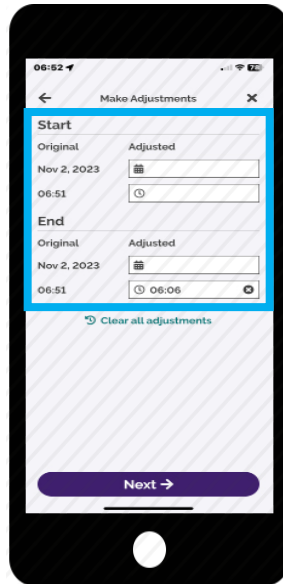 06:52
Make Adjustments
Start
Original Adjusted
Nov 2, 2023
06:51
End
Original Adjusted
Nov 2, 2023
06:51 06:06
Clear all adjustments
Next